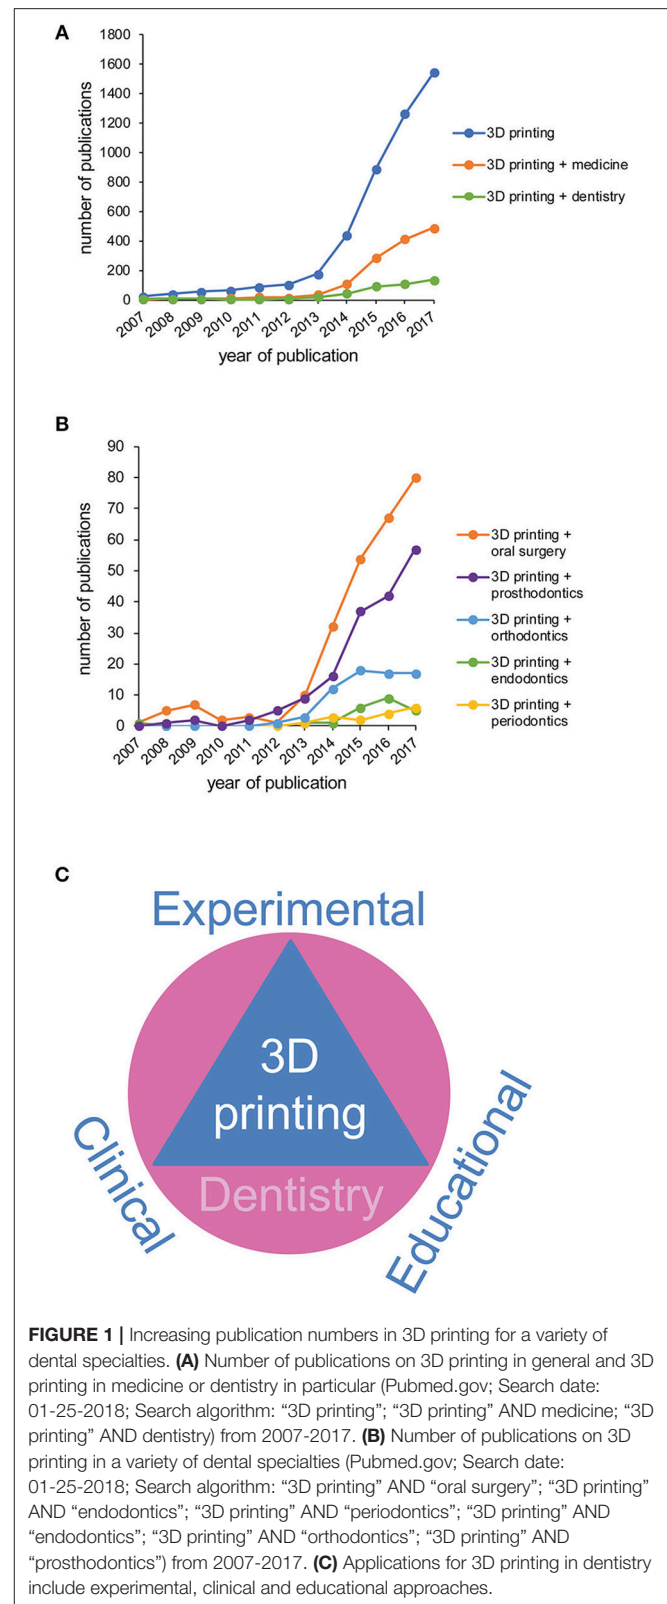 A
1800
1600
1400
1200
1000
800
600
400
200
0
number of publications
2007
2008
2009
2010
2011
2012
2013
2014
2015
2016
2017
year of publication
3D printing
3D printing + medicine
3D printing + dentistry
B
90
80
70
60
50
40
30
20
10
0
number of publications
2007
2008
2009
2010
2011
2012
2013
2014
2015
2016
2017
year of publication
3D printing +
oral surgery
3D printing +
prosthodontics
3D printing +
orthodontics
3D printing +
endodontics
3D printing +
periodontics
C
Experimental
3D
printing
Dentistry
Clinical
Educational
FIGURE 1 | Increasing publication numbers in 3D printing for a variety of
dental specialties. (A) Number of publications on 3D printing in general and 3D
printing in medicine or dentistry in particular (Pubmed.gov; Search date:
01-25-2018; Search algorithm: “3D printing”; “3D printing” AND medicine; “3D
printing” AND dentistry) from 2007-2017. (B) Number of publications on 3D
printing in a variety of dental specialties (Pubmed.gov; Search date:
01-25-2018; Search algorithm: “3D printing” AND “oral surgery”; “3D printing”
AND “endodontics”; “3D printing” AND “periodontics”; “3D printing” AND
“endodontics”; “3D printing” AND “orthodontics”; “3D printing” AND
“prosthodontics”) from 2007-2017. (C) Applications for 3D printing in dentistry
include experimental, clinical and educational approaches.